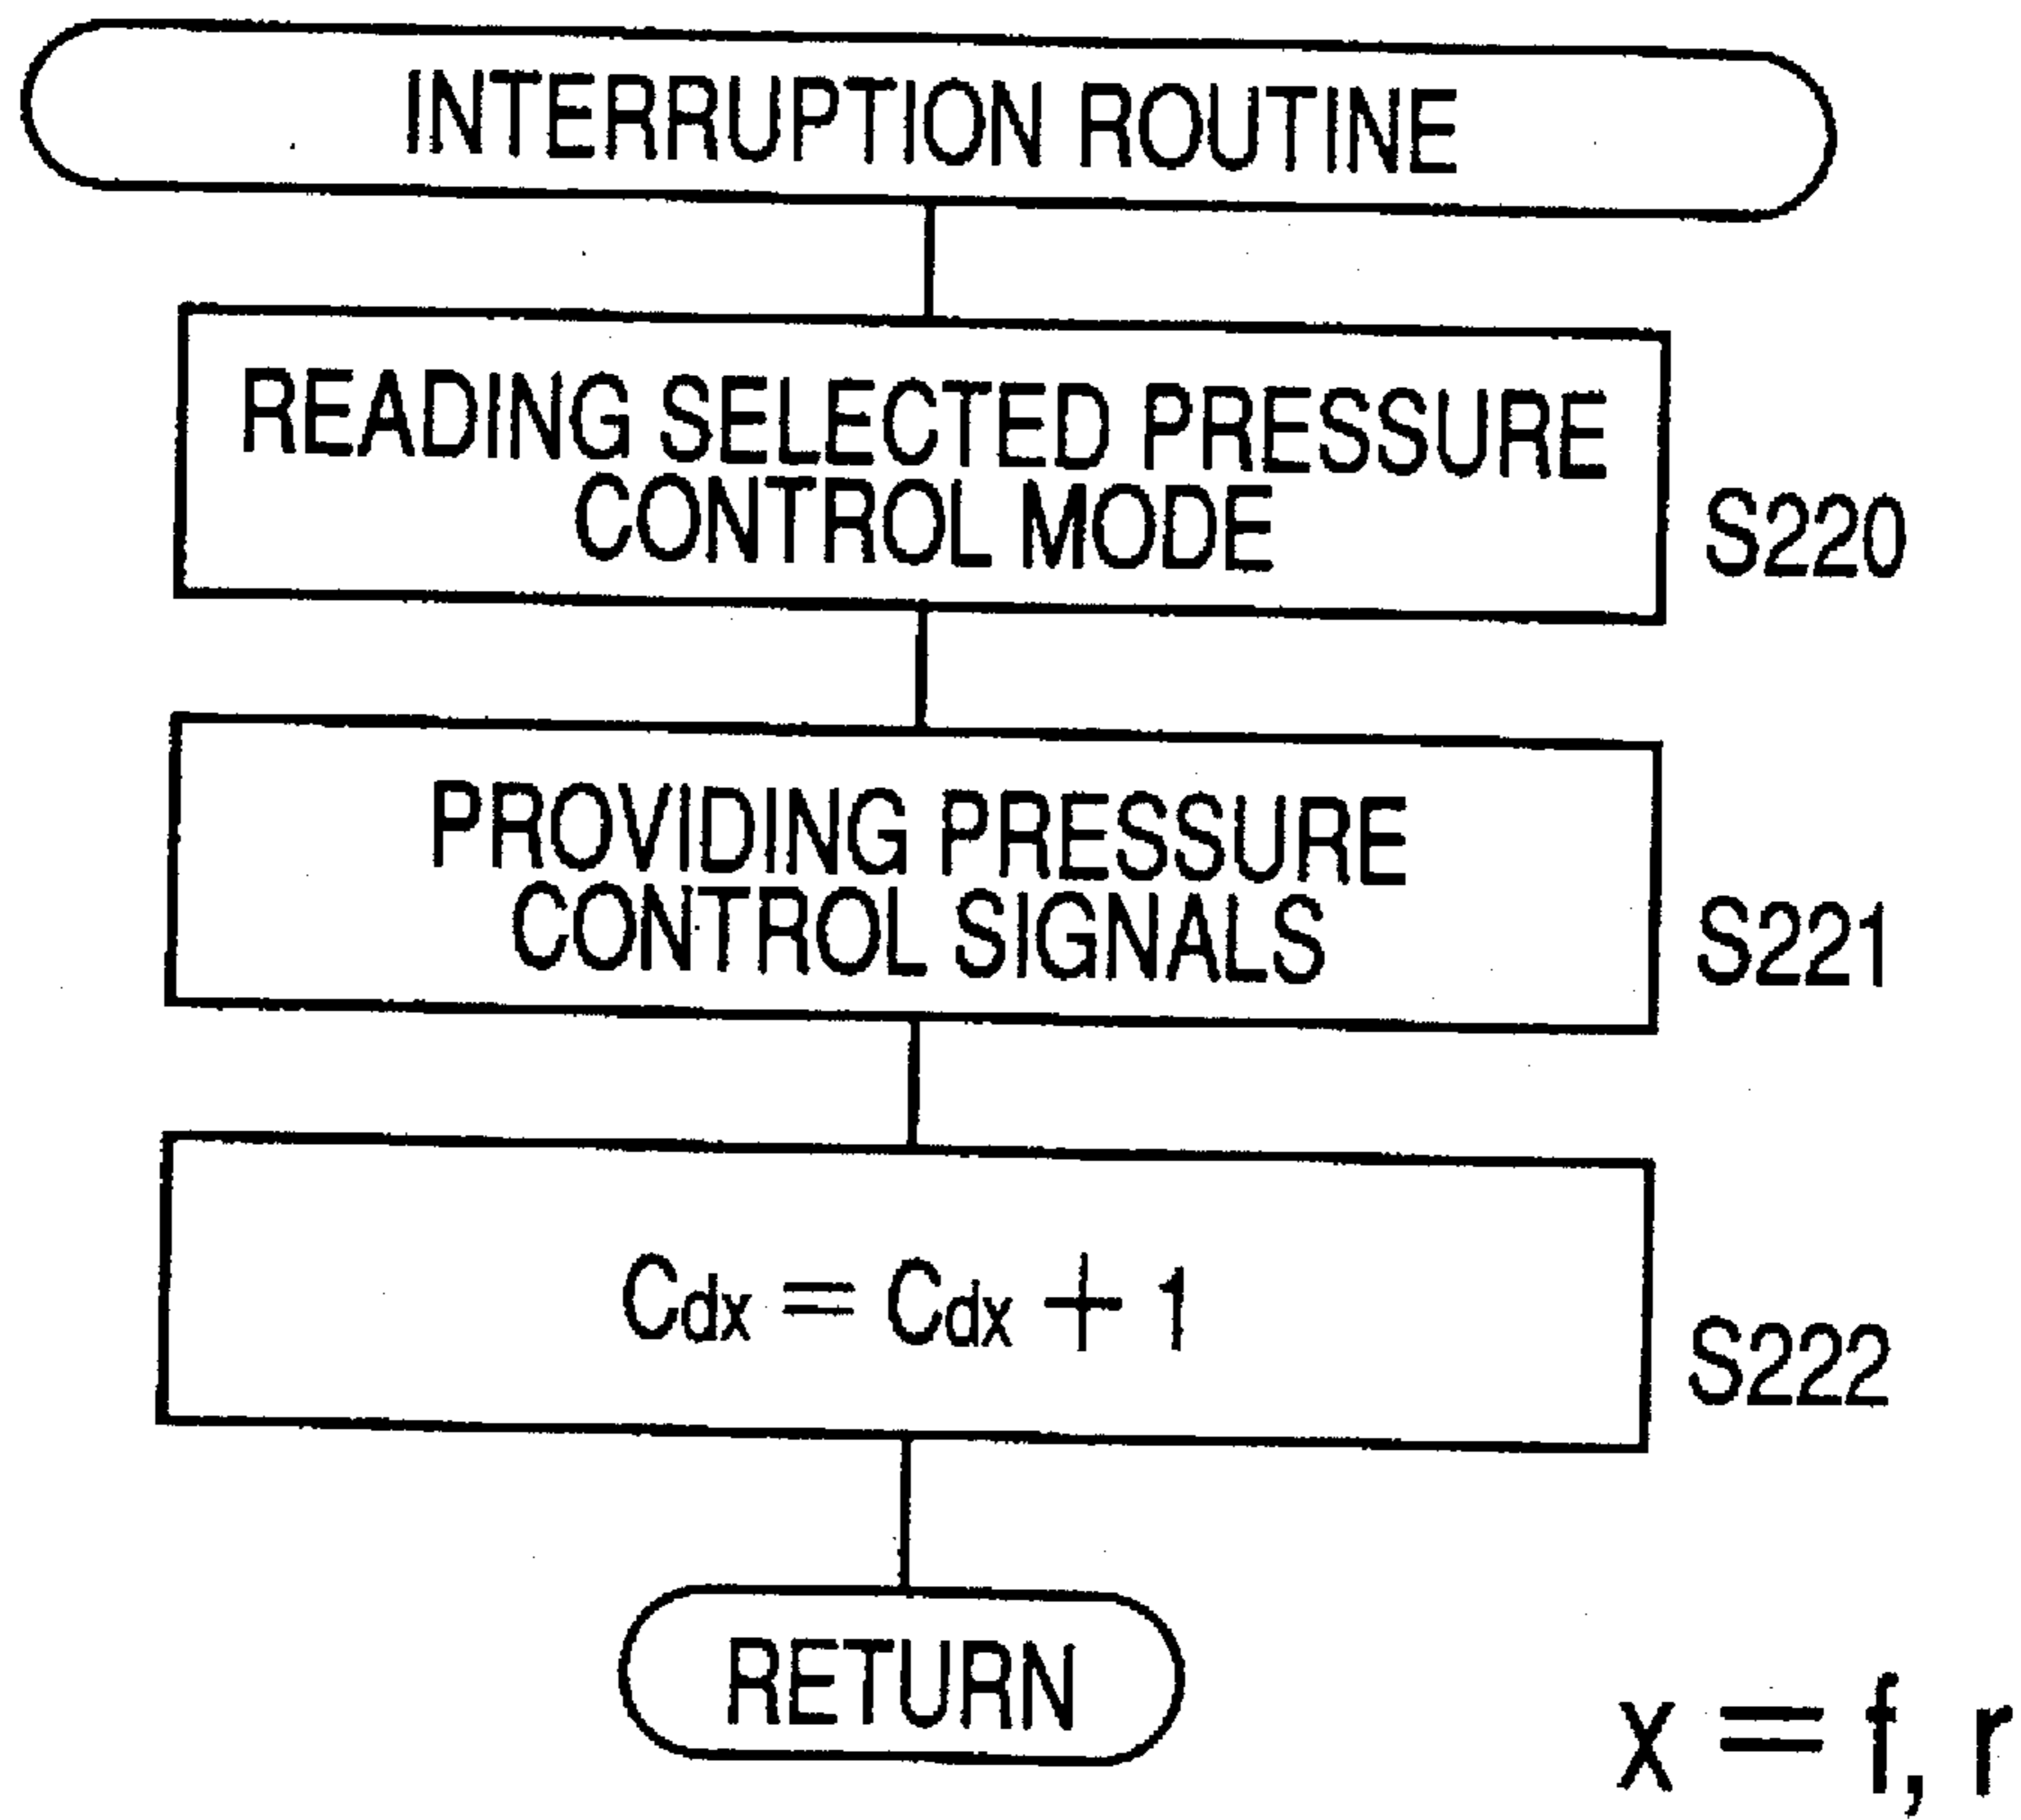 INTERRUPTION ROUTINE
READING SELECTED PRESSURE
CONTROL MODE
S220
PROVIDING PRESSURE
CONTROL SIGNALS
S221
Cdx = Cdx + 1
S222
RETURN
x = f, r